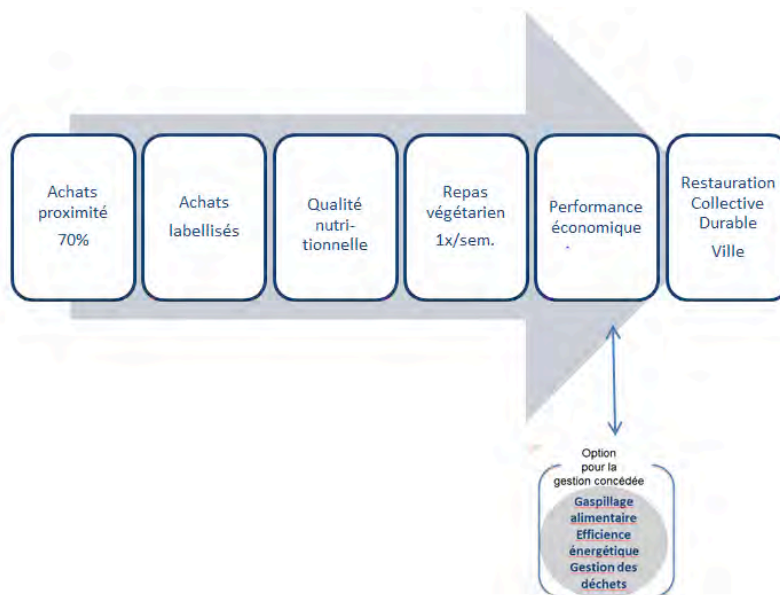 Achats
proximité
70%
Achats
labellisés
Qualité
nutri-
tionnelle
Repas
végétarien
1x/sem.
Performance
économique
.
Restauration
Collective
Durable
Ville
Option
pour la
gestion concédée
Gaspillage
alimentaire
Efficience
énergétique
Gestion des
déchets